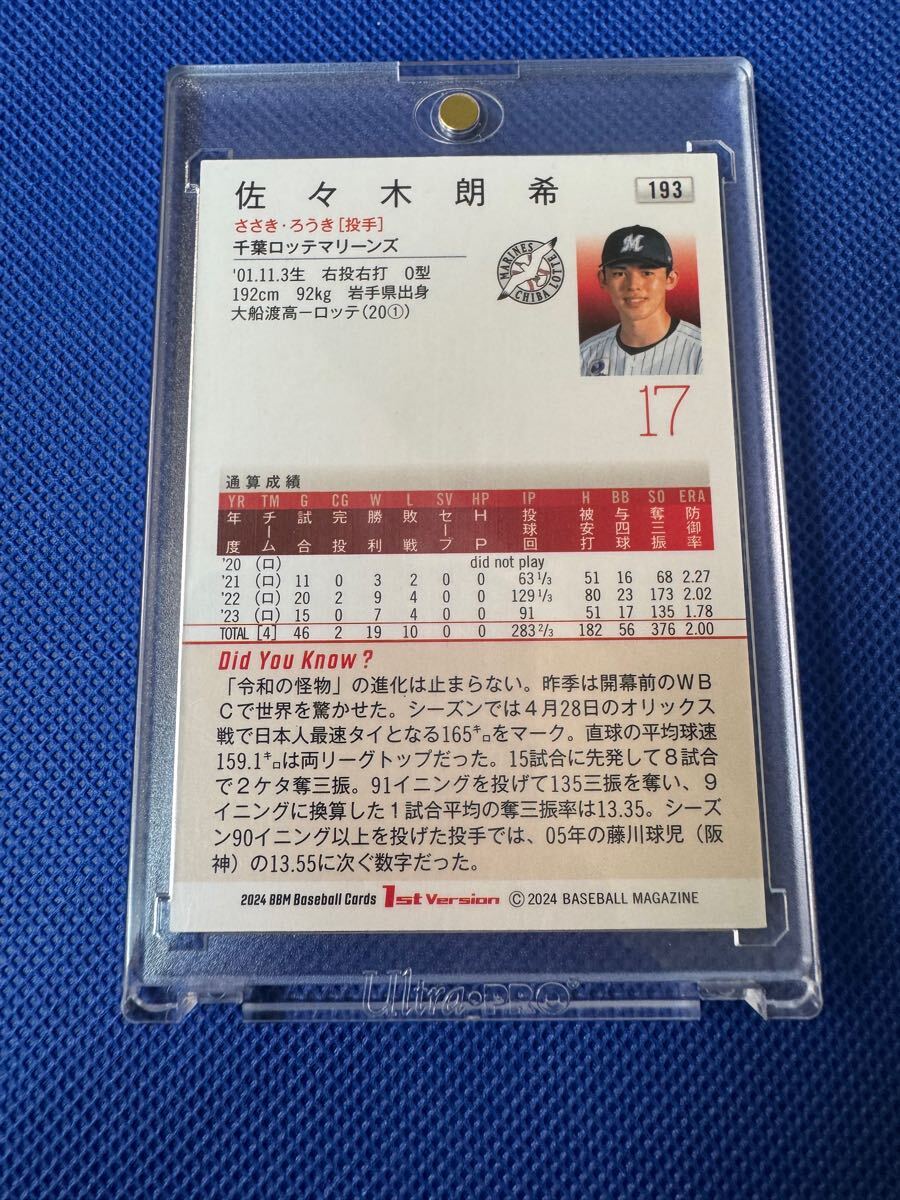 佐々木朗希
193
ささき・ろうき[投手]
千葉ロッテマリーンズ
'01.11.3生 右投右打 O型
192cm 92kg 岩手県出身
大船渡高ーロッテ(20①)
MARINES
CHIBA LOTTE
M
17
通算成績
YR TM G CG W L SV HP IP H BB SO ERA
年度 チーム 試合 完投 勝利 敗戦 セーブ HP 投球回 被安打 与四球 奪三振 防御率
'20 (ロ) did not play
'21 (ロ) 11 0 3 2 0 0 63 1/3 51 16 68 2.27
'22 (ロ) 20 2 9 4 0 0 129 1/3 80 23 173 2.02
'23 (ロ) 15 0 7 4 0 0 91 51 17 135 1.78
TOTAL [4] 46 2 19 10 0 0 283 2/3 182 56 376 2.00
Did You Know?
「令和の怪物」の進化は止まらない。昨季は開幕前のWB
Cで世界を驚かせた。シーズンでは4月28日のオリックス
戦で日本人最速タイとなる165㌔をマーク。直球の平均球速
159.1㌔は両リーグトップだった。15試合に先発して8試合
で2ケタ奪三振。91イニングを投げて135三振を奪い、9
イニングに換算した1試合平均の奪三振率は13.35。シーズ
ン90イニング以上を投げた投手では、05年の藤川球児(阪
神)の13.55に次ぐ数字だった。
2024 BBM Baseball Cards 1st Version ©2024 BASEBALL MAGAZINE
Ultra・PRO